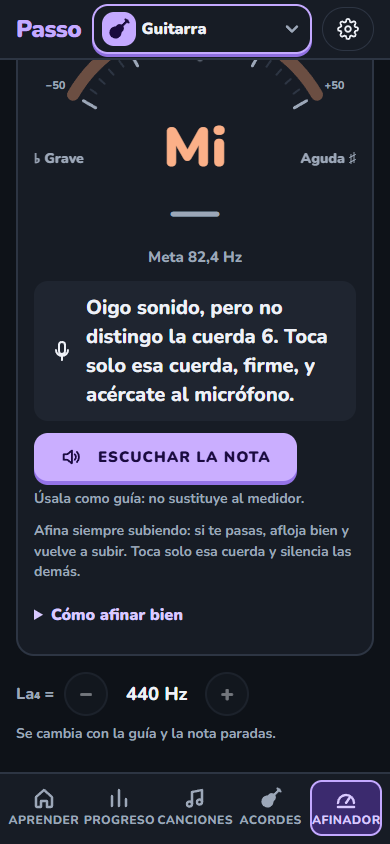 Passo
Guitarra
−50
+50
Mi
♭ Grave
Aguda ♯
Meta 82,4 Hz
Oigo sonido, pero no
distingo la cuerda 6. Toca
solo esa cuerda, firme, y
acércate al micrófono.
ESCUCHAR LA NOTA
Úsala como guía: no sustituye al medidor.
Afina siempre subiendo: si te pasas, afloja bien y
vuelve a subir. Toca solo esa cuerda y silencia las
demás.
Cómo afinar bien
La₄ =
−
440 Hz
+
Se cambia con la guía y la nota paradas.
APRENDER
PROGRESO
CANCIONES
ACORDES
AFINADOR